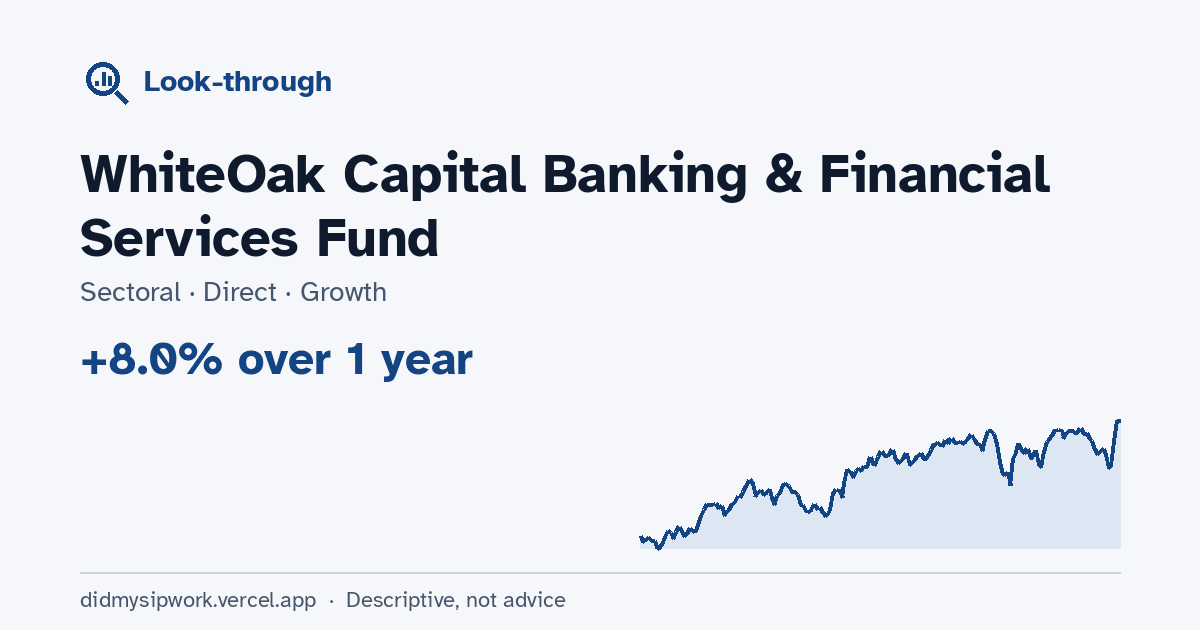 Look-through
WhiteOak Capital Banking & Financial
Services Fund
Sectoral · Direct · Growth
+8.0% over 1 year
didmysipwork.vercel.app · Descriptive, not advice